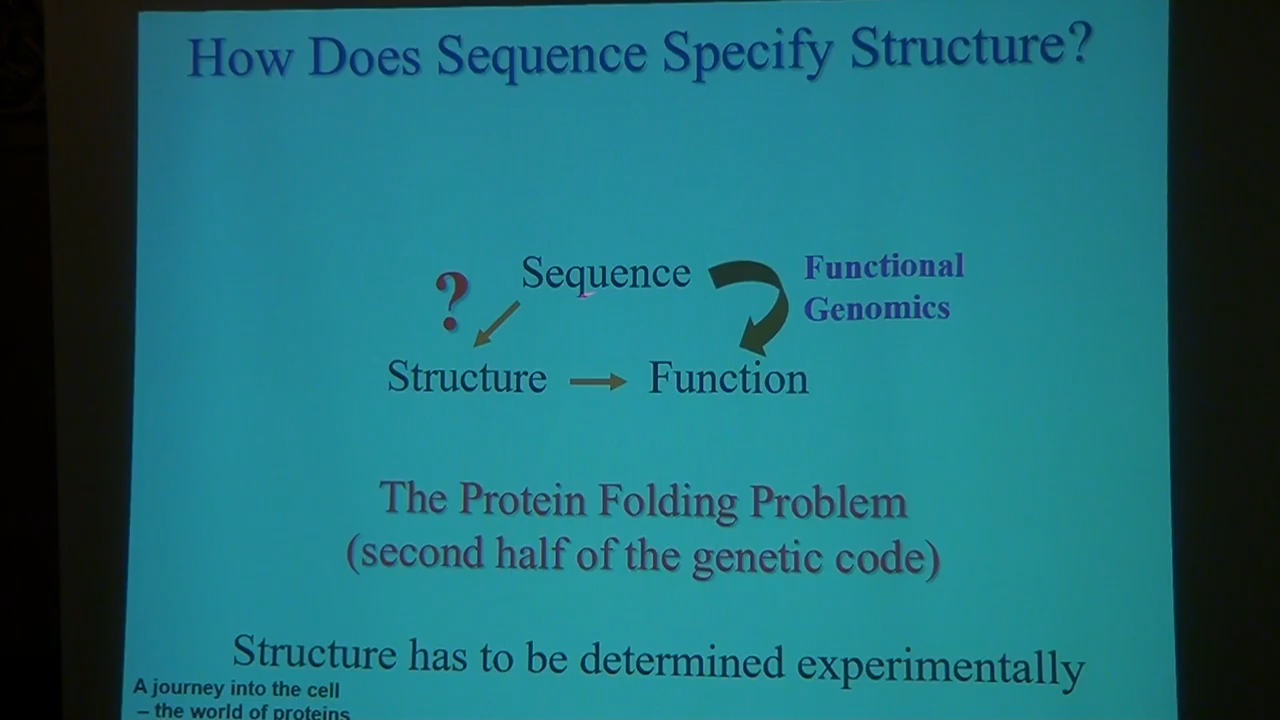 How Does Sequence Specify Structure?
? Sequence
Functional
Genomics
Structure
Function
The Protein Folding Problem
(second half of the genetic code)
Structure has to be determined experimentally
A journey into the cell
– the world of proteins